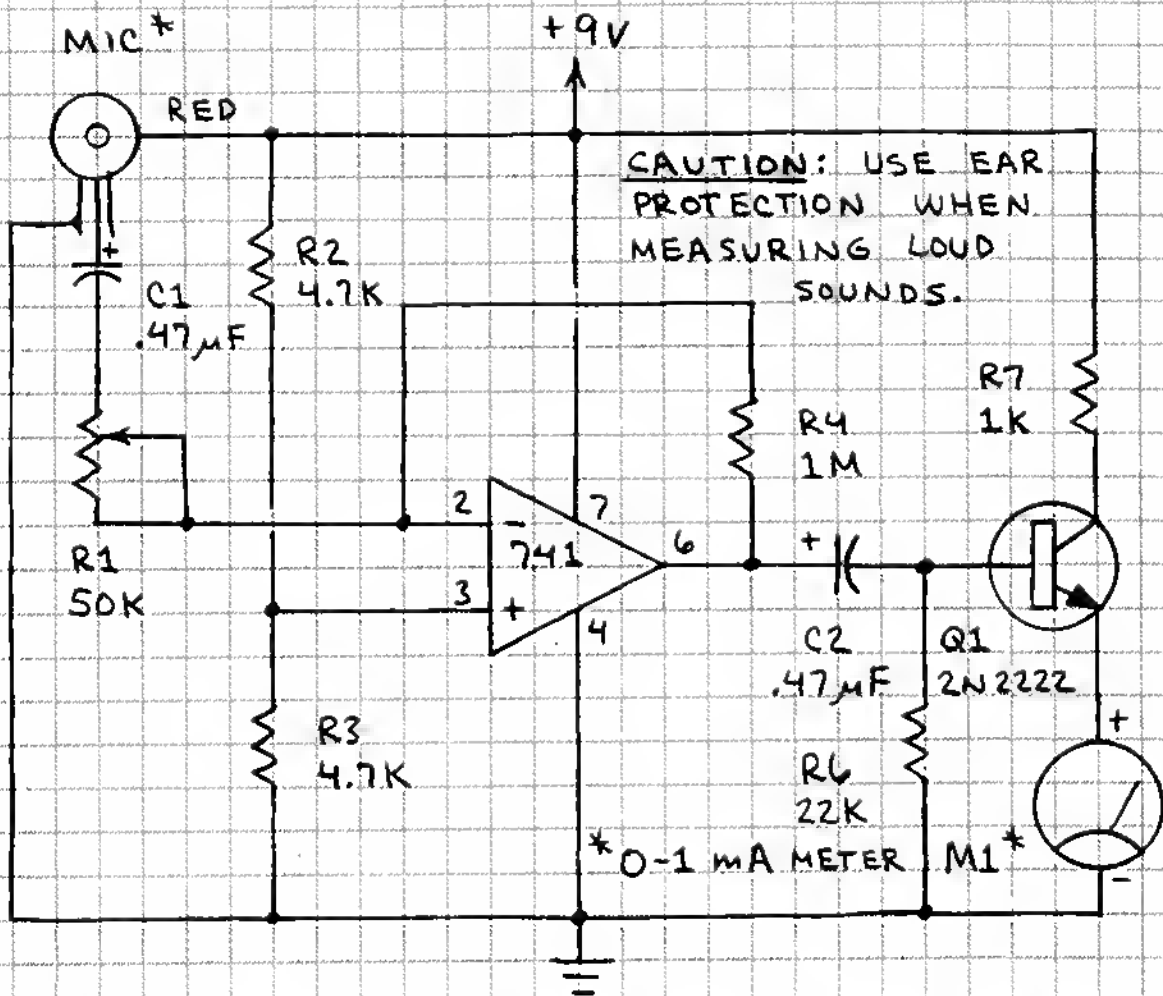 MIC*
+9V
RED
CAUTION: USE EAR
PROTECTION WHEN
MEASURING LOUD
SOUNDS.
R2
4.7K
+
C1
.47µF
R7
1K
R4
1M
2
-
7
741
6
+
3
+
4
R1
50K
C2
.47µF
Q1
2N2222
R3
4.7K
+
R6
22K
*0-1 mA METER
M1*
-